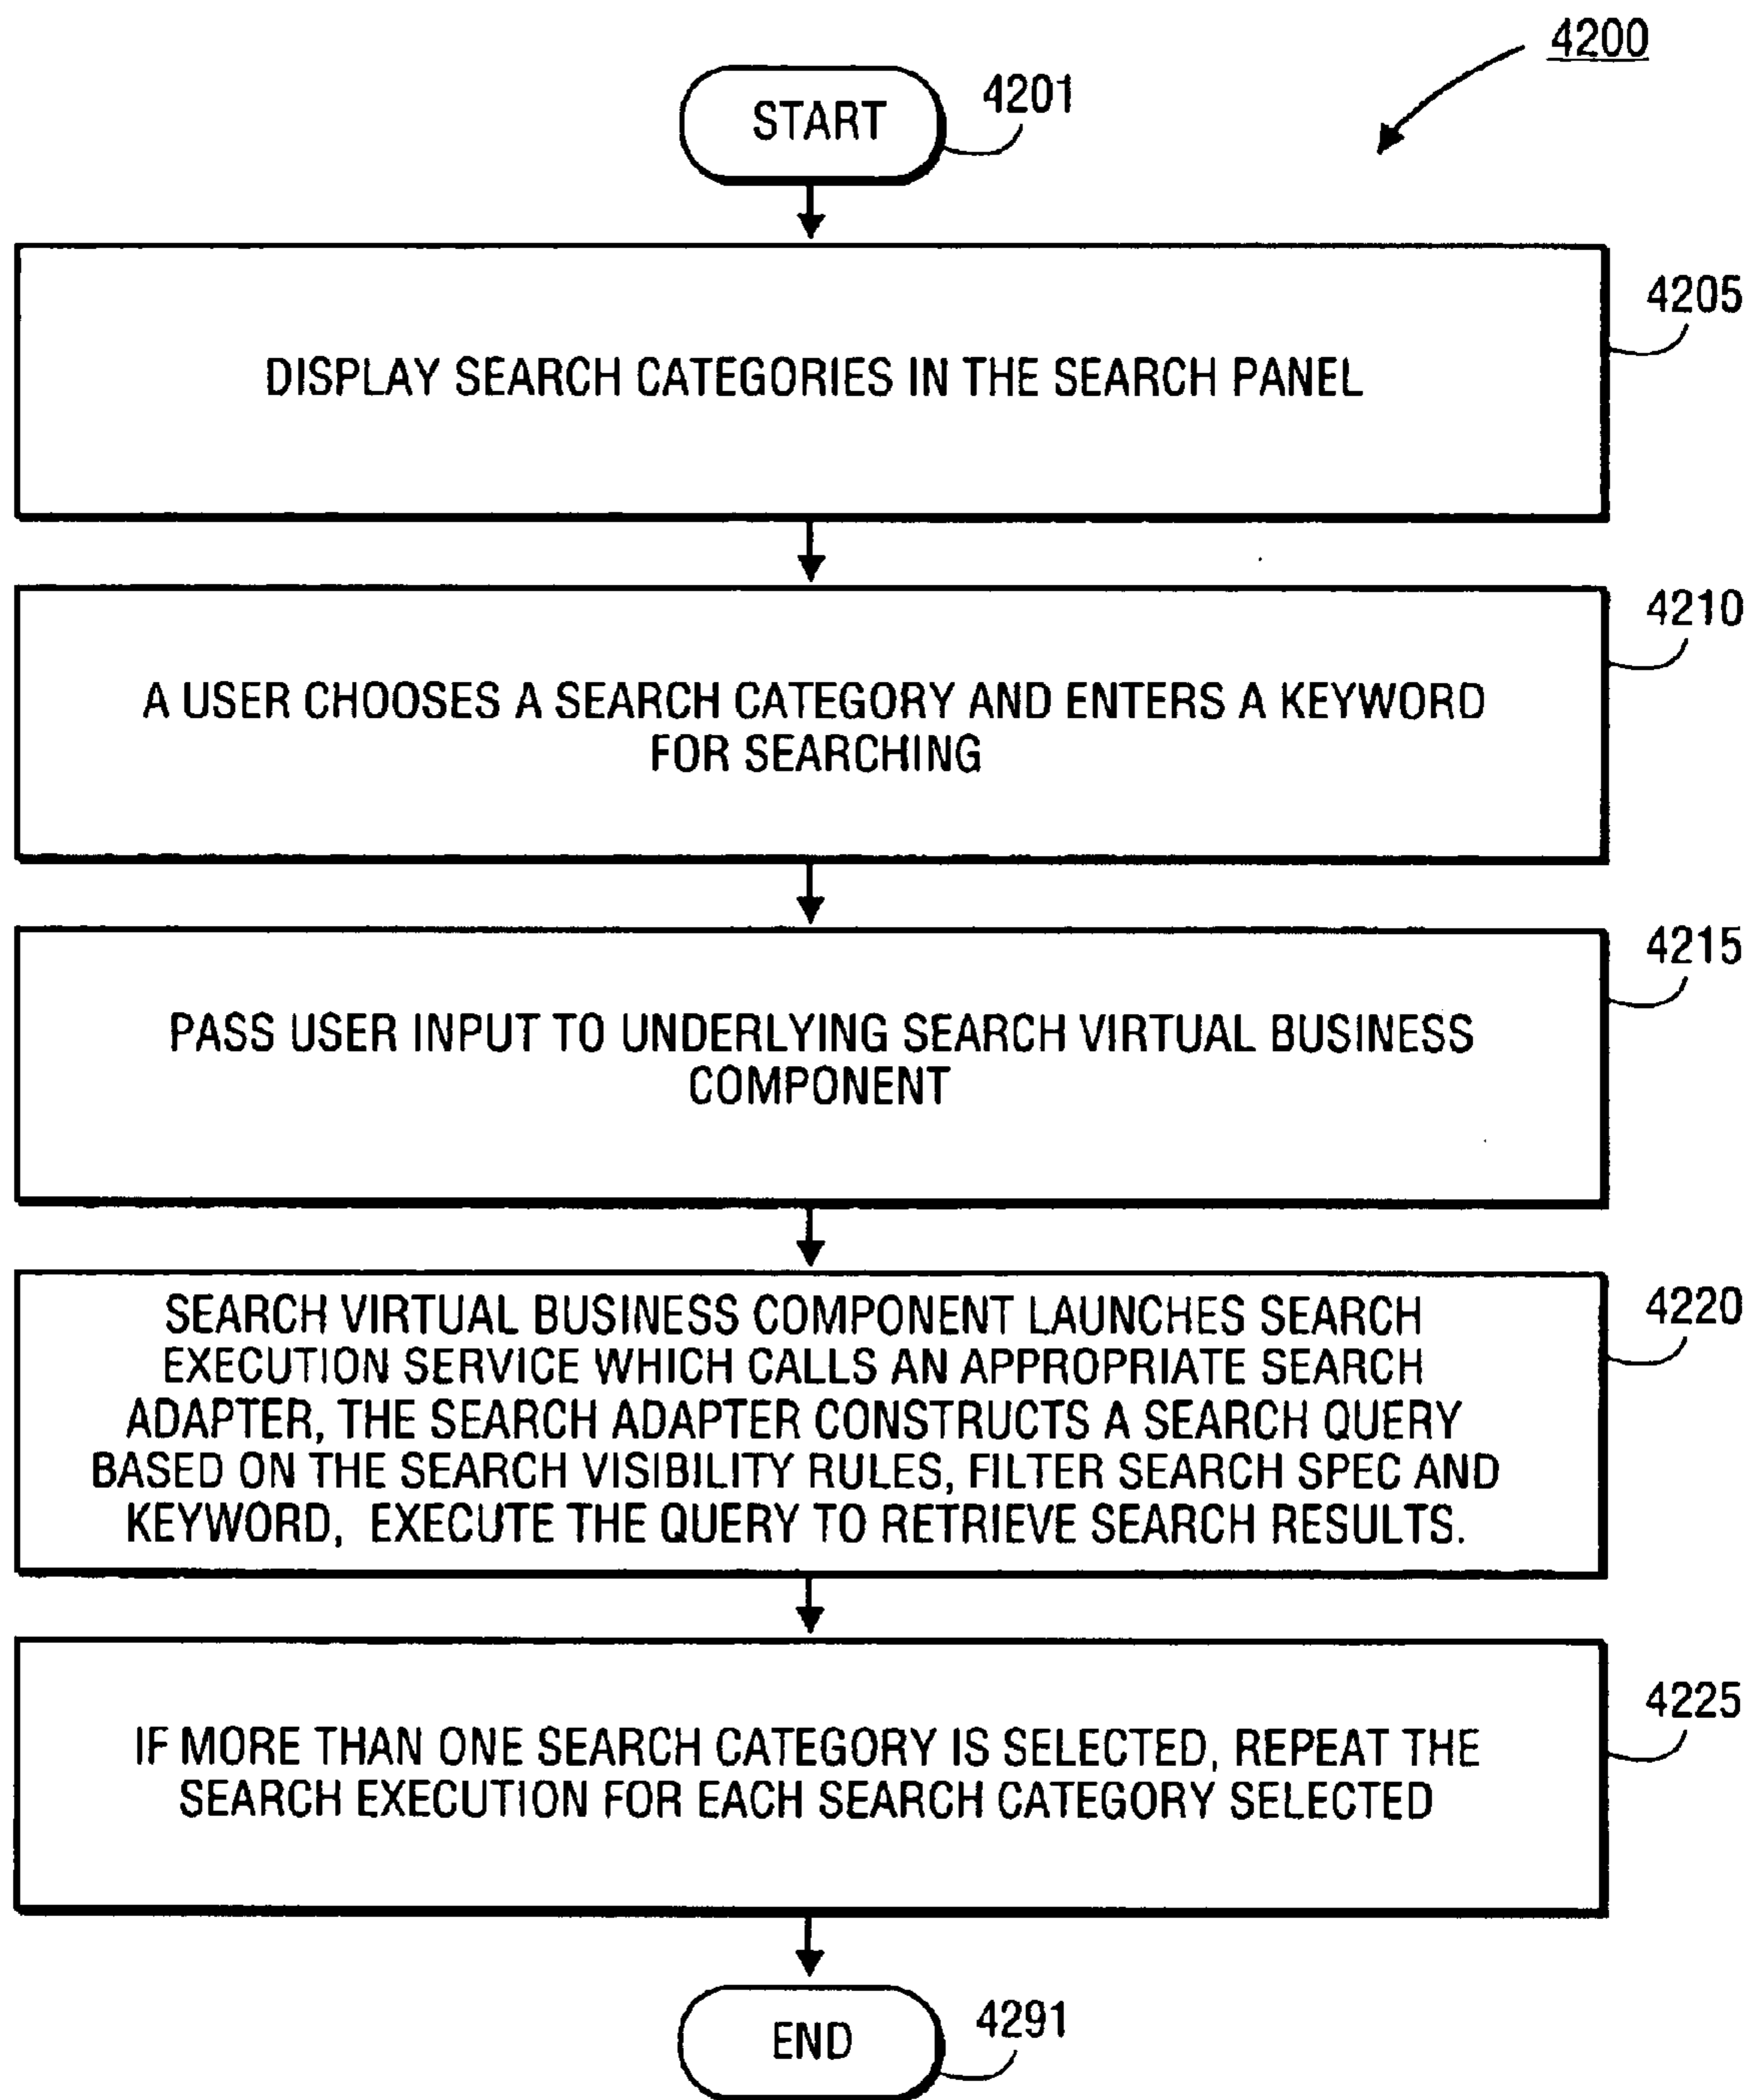 4200
START
4201
4205
DISPLAY SEARCH CATEGORIES IN THE SEARCH PANEL
4210
A USER CHOOSES A SEARCH CATEGORY AND ENTERS A KEYWORD
FOR SEARCHING
4215
PASS USER INPUT TO UNDERLYING SEARCH VIRTUAL BUSINESS
COMPONENT
4220
SEARCH VIRTUAL BUSINESS COMPONENT LAUNCHES SEARCH
EXECUTION SERVICE WHICH CALLS AN APPROPRIATE SEARCH
ADAPTER, THE SEARCH ADAPTER CONSTRUCTS A SEARCH QUERY
BASED ON THE SEARCH VISIBILITY RULES, FILTER SEARCH SPEC AND
KEYWORD, EXECUTE THE QUERY TO RETRIEVE SEARCH RESULTS.
4225
IF MORE THAN ONE SEARCH CATEGORY IS SELECTED, REPEAT THE
SEARCH EXECUTION FOR EACH SEARCH CATEGORY SELECTED
END
4291